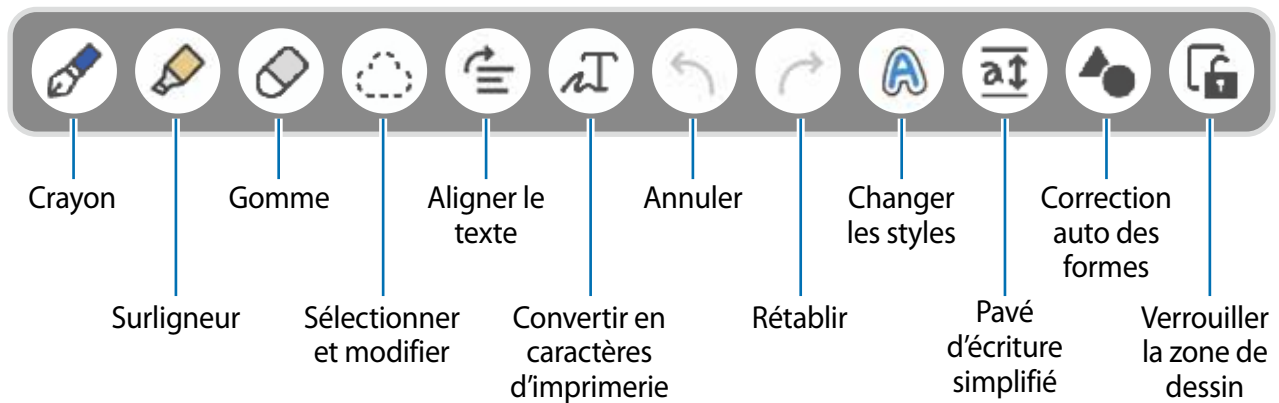 Crayon
Surligneur
Gomme
Sélectionner
et modifier
Aligner le
texte
Convertir en
caractères
d'imprimerie
Annuler
Rétablir
Changer
les styles
Pavé
d'écriture
simplifié
Correction
auto des
formes
Verrouiller
la zone de
dessin